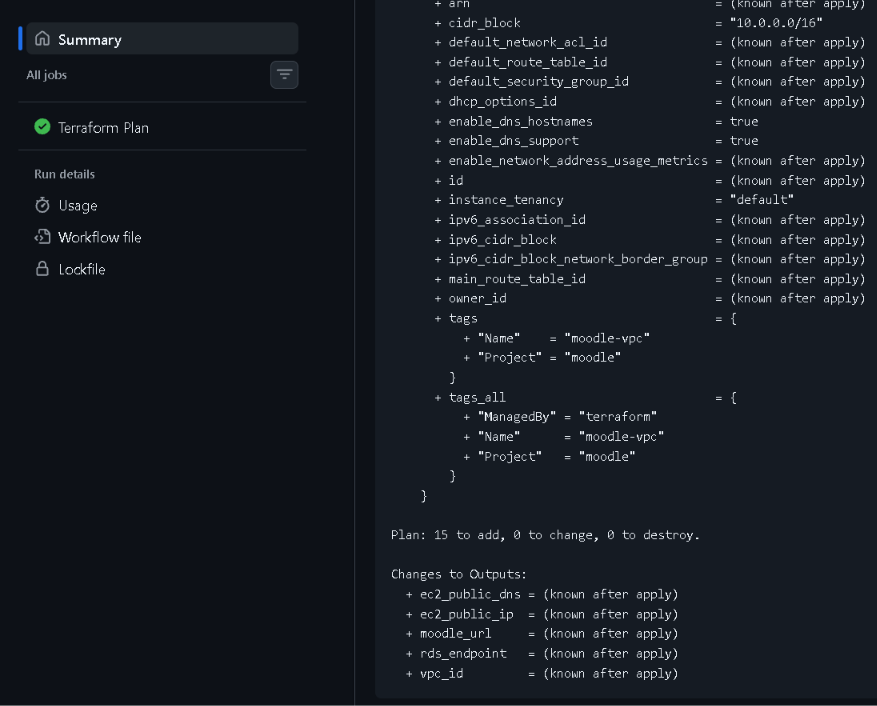 Summary
All jobs
Terraform Plan
Run details
Usage
Workflow file
Lockfile
+ arn = (known after apply)
+ cidr_block = "10.0.0.0/16"
+ default_network_acl_id = (known after apply)
+ default_route_table_id = (known after apply)
+ default_security_group_id = (known after apply)
+ dhcp_options_id = (known after apply)
+ enable_dns_hostnames = true
+ enable_dns_support = true
+ enable_network_address_usage_metrics = (known after apply)
+ id = (known after apply)
+ instance_tenancy = "default"
+ ipv6_association_id = (known after apply)
+ ipv6_cidr_block = (known after apply)
+ ipv6_cidr_block_network_border_group = (known after apply)
+ main_route_table_id = (known after apply)
+ owner_id = (known after apply)
+ tags = {
+ "Name" = "moodle-vpc"
+ "Project" = "moodle"
}
+ tags_all = {
+ "ManagedBy" = "terraform"
+ "Name" = "moodle-vpc"
+ "Project" = "moodle"
}
}
Plan: 15 to add, 0 to change, 0 to destroy.
Changes to Outputs:
+ ec2_public_dns = (known after apply)
+ ec2_public_ip = (known after apply)
+ moodle_url = (known after apply)
+ rds_endpoint = (known after apply)
+ vpc_id = (known after apply)